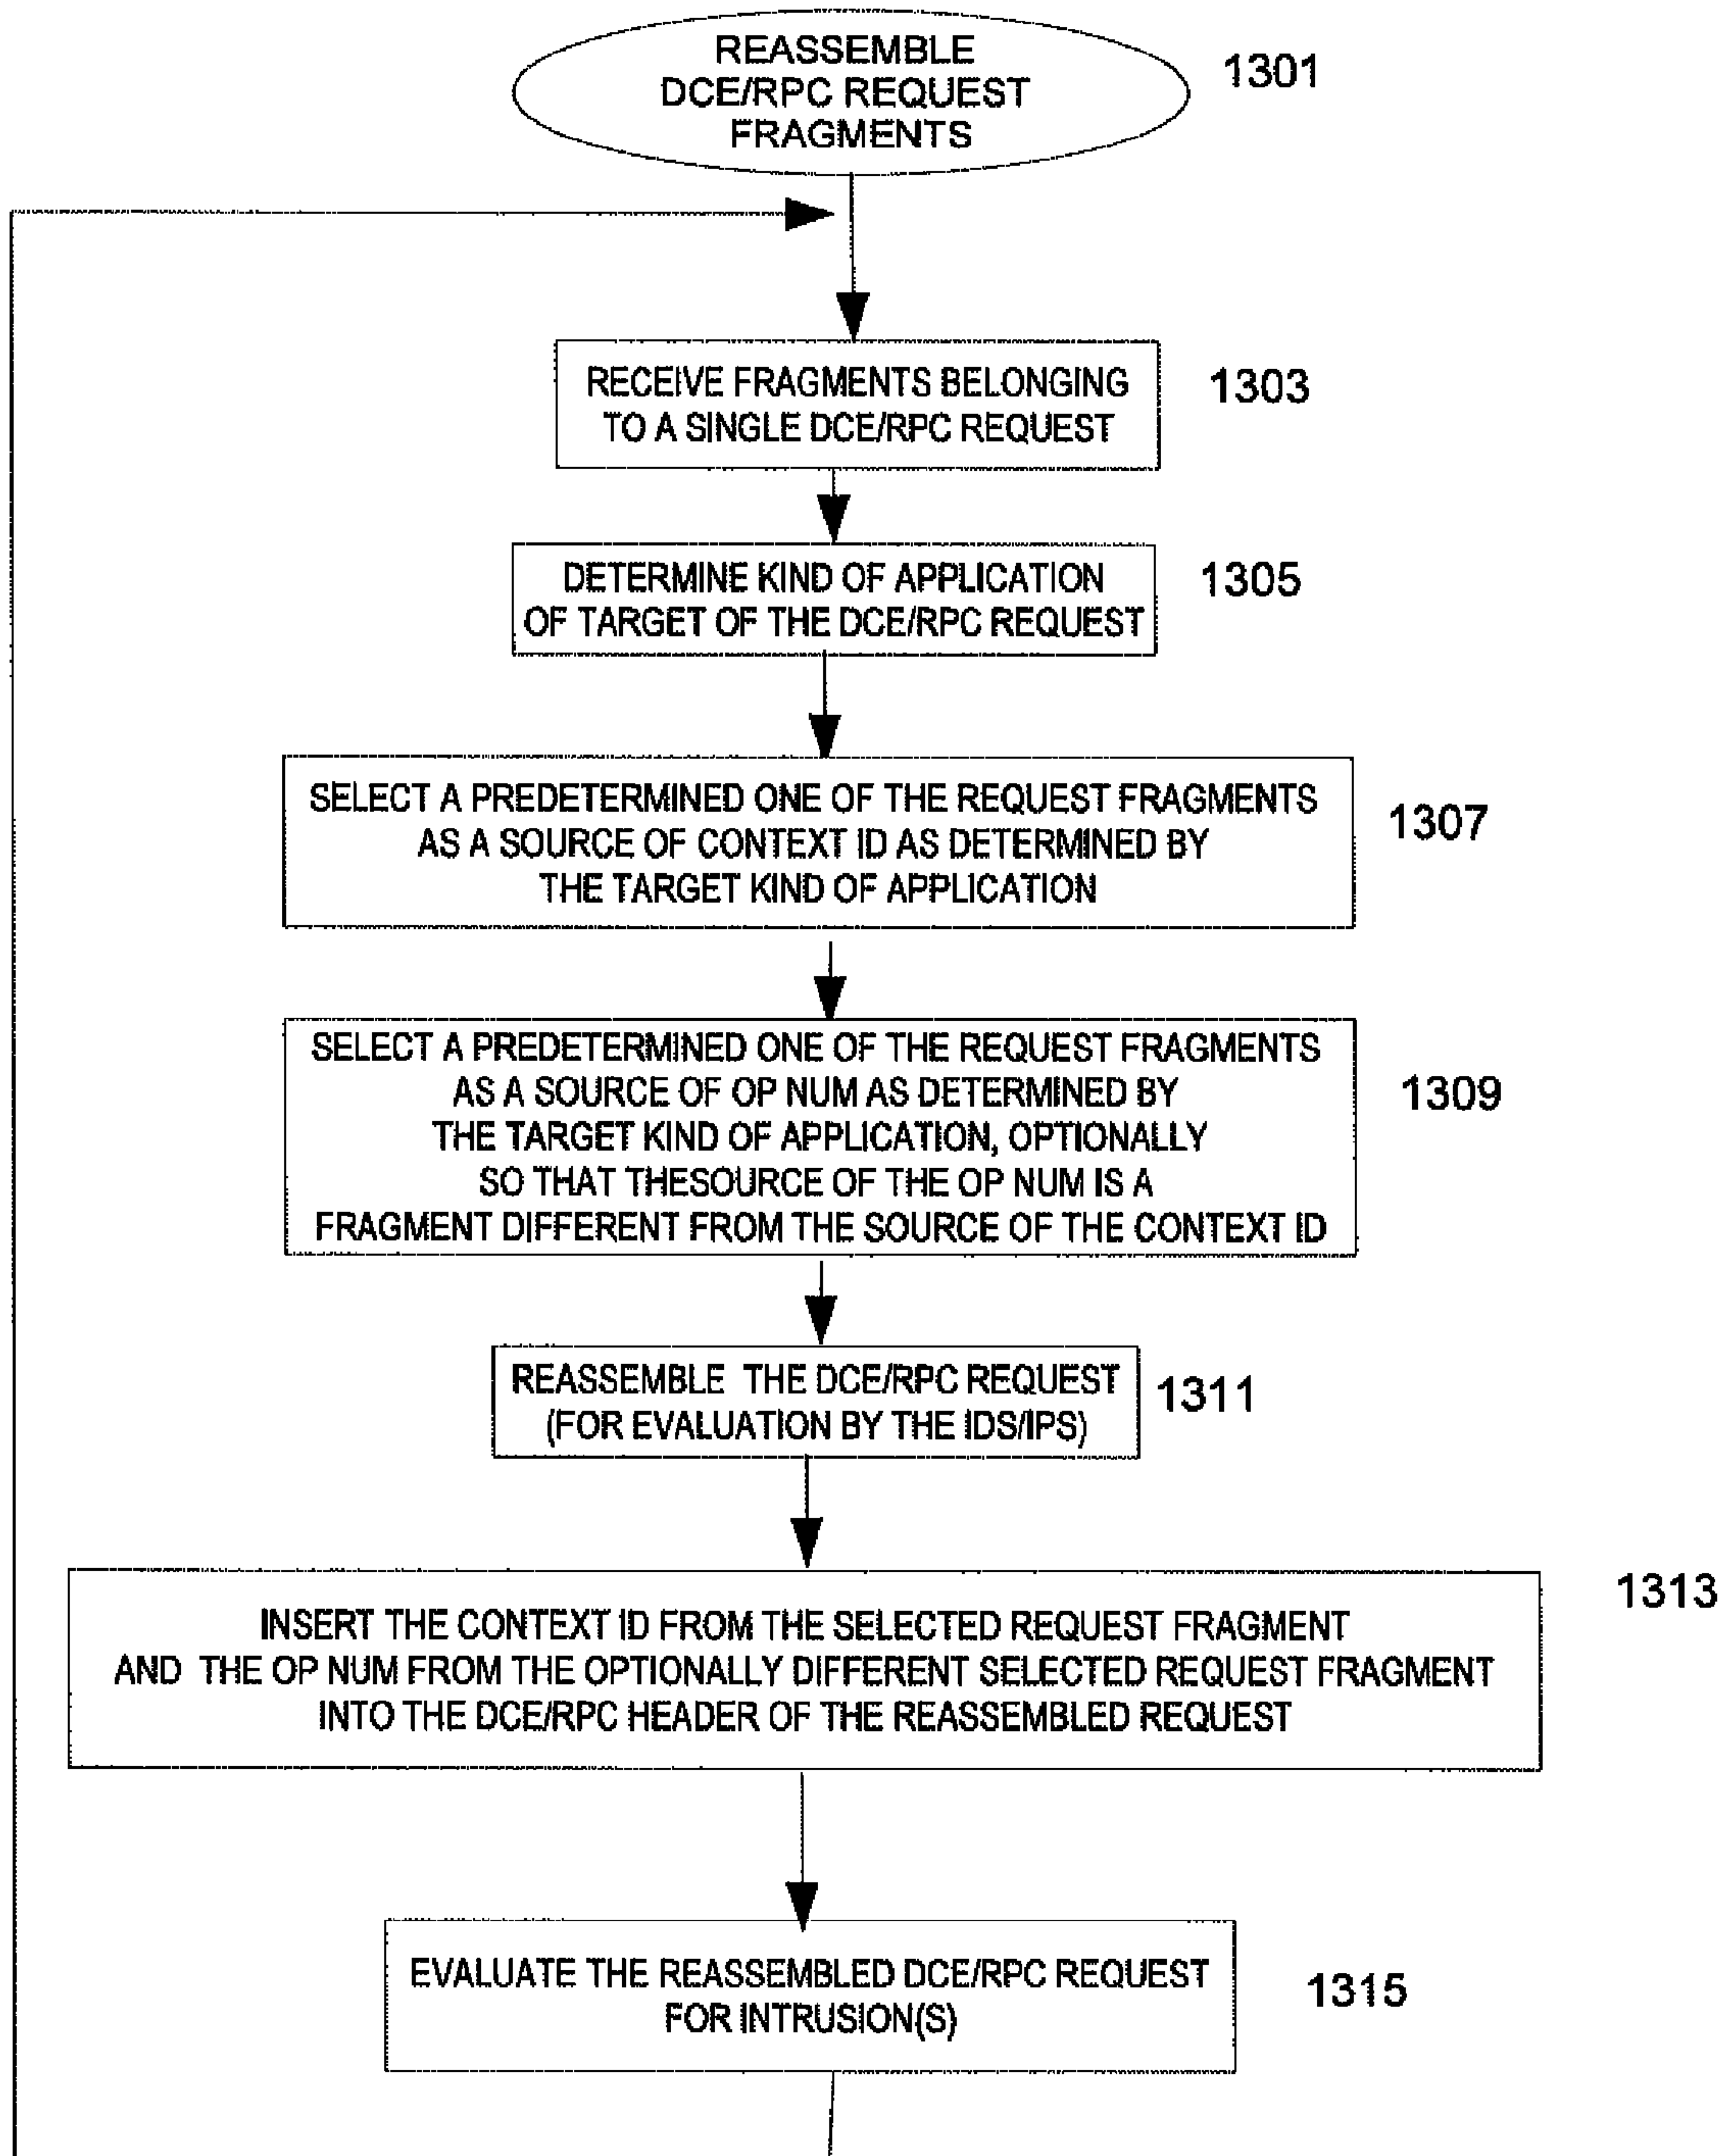 REASSEMBLE
DCE/RPC REQUEST
FRAGMENTS
1301
RECEIVE FRAGMENTS BELONGING
TO A SINGLE DCE/RPC REQUEST
1303
DETERMINE KIND OF APPLICATION
OF TARGET OF THE DCE/RPC REQUEST
1305
SELECT A PREDETERMINED ONE OF THE REQUEST FRAGMENTS
AS A SOURCE OF CONTEXT ID AS DETERMINED BY
THE TARGET KIND OF APPLICATION
1307
SELECT A PREDETERMINED ONE OF THE REQUEST FRAGMENTS
AS A SOURCE OF OP NUM AS DETERMINED BY
THE TARGET KIND OF APPLICATION, OPTIONALLY
SO THAT THESOURCE OF THE OP NUM IS A
FRAGMENT DIFFERENT FROM THE SOURCE OF THE CONTEXT ID
1309
REASSEMBLE THE DCE/RPC REQUEST
(FOR EVALUATION BY THE IDS/IPS)
1311
INSERT THE CONTEXT ID FROM THE SELECTED REQUEST FRAGMENT
AND THE OP NUM FROM THE OPTIONALLY DIFFERENT SELECTED REQUEST FRAGMENT
INTO THE DCE/RPC HEADER OF THE REASSEMBLED REQUEST
1313
EVALUATE THE REASSEMBLED DCE/RPC REQUEST
FOR INTRUSION(S)
1315